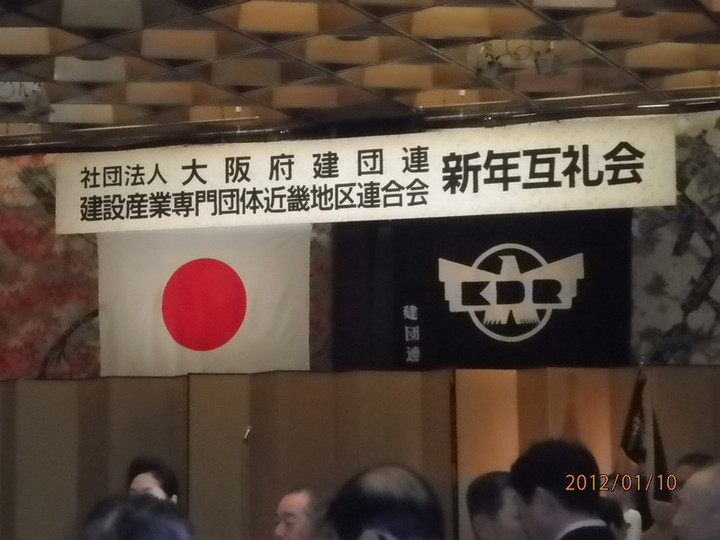 社団法人 大阪府建団連
建設産業専門団体近畿地区連合会 新年互礼会
KDR
建団連
2012/01/10